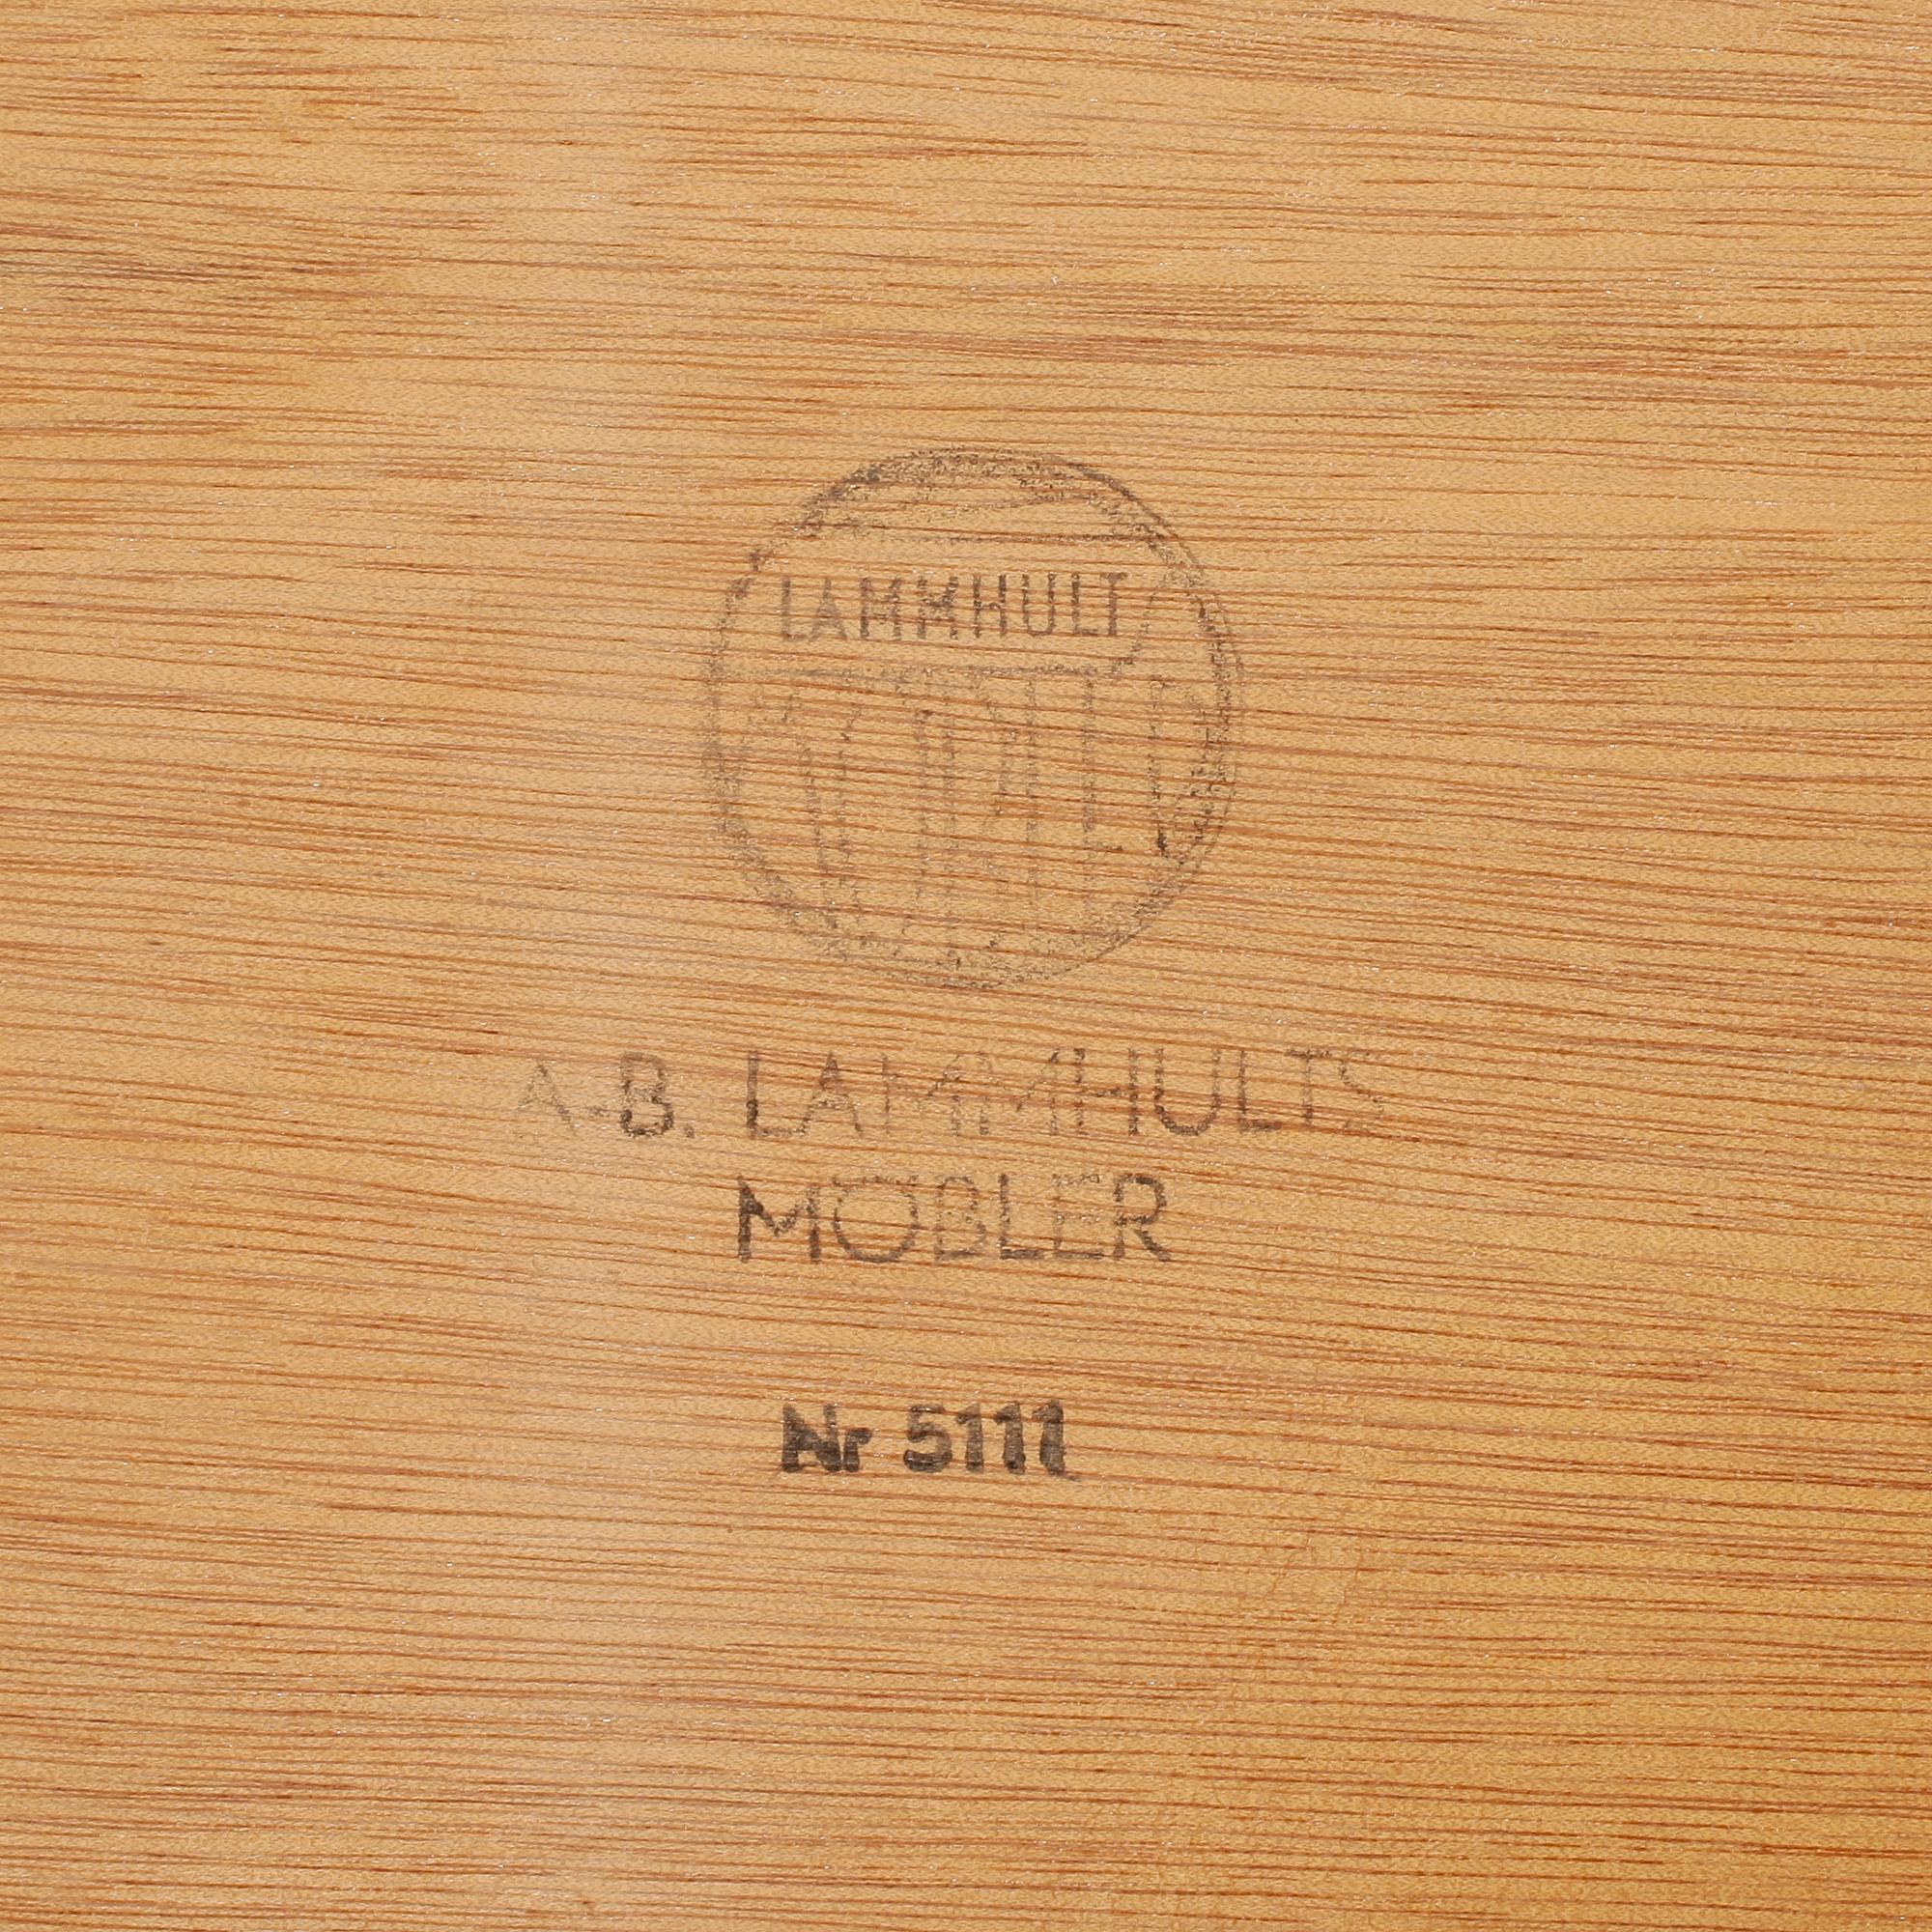 LAMMHULT
A-B. LAMMHULTS
MÖBLER
Nr 5111